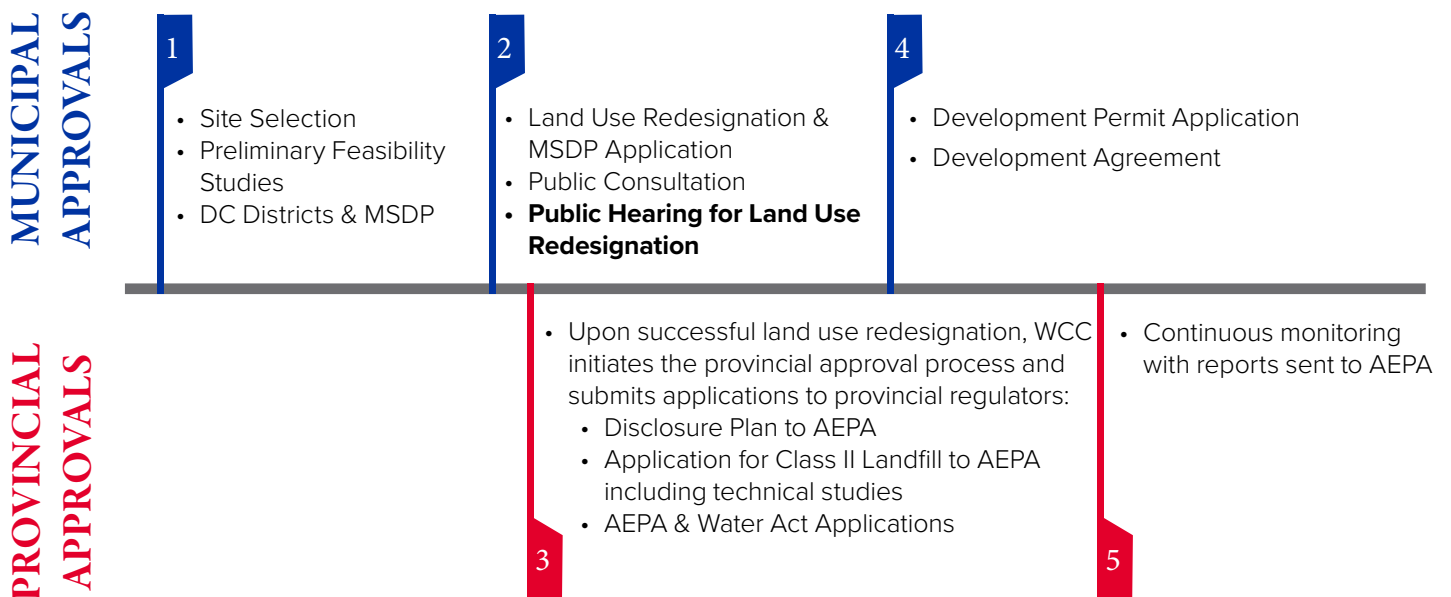 MUNICIPAL
APPROVALS
1
• Site Selection
• Preliminary Feasibility
Studies
• DC Districts & MSDP
2
• Land Use Redesignation &
MSDP Application
• Public Consultation
• Public Hearing for Land Use
Redesignation
4
• Development Permit Application
• Development Agreement
PROVINCIAL
APPROVALS
• Upon successful land use redesignation, WCC
initiates the provincial approval process and
submits applications to provincial regulators:
• Disclosure Plan to AEPA
• Application for Class II Landfill to AEPA
including technical studies
• AEPA & Water Act Applications
3
• Continuous monitoring
with reports sent to AEPA
5